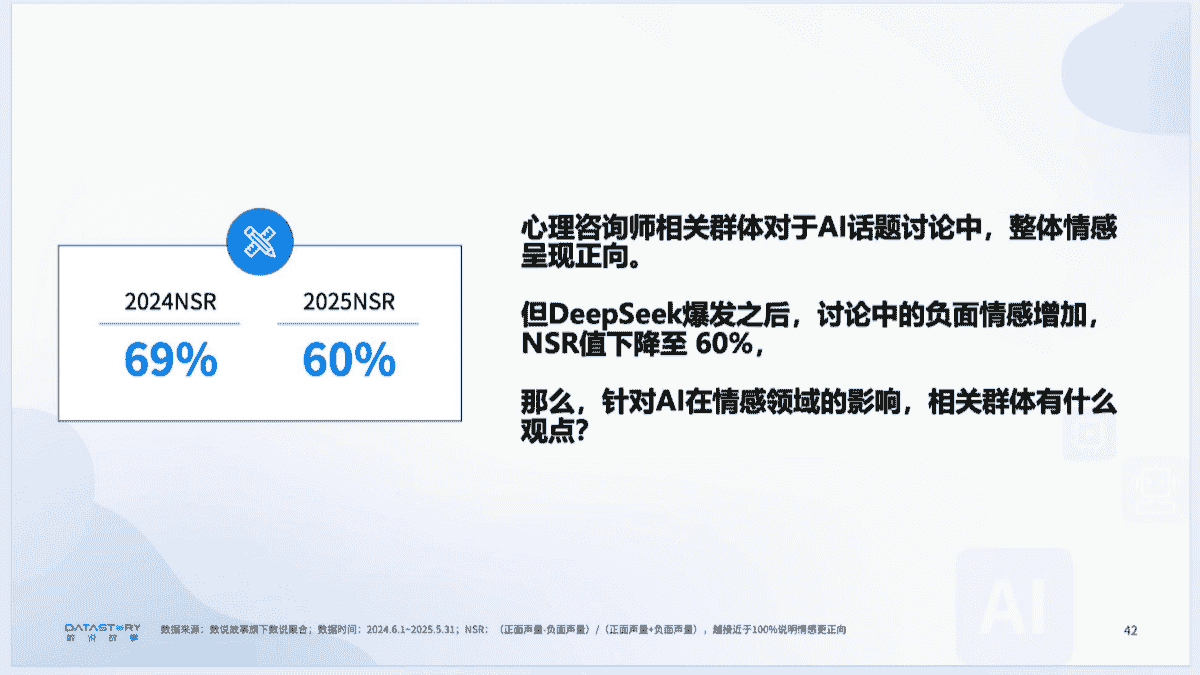 心理咨询师相关群体对于AI话题讨论中，整体情感
呈现正向。
但DeepSeek爆发之后，讨论中的负面情感增加，
NSR值下降至 60%，
那么，针对AI在情感领域的影响，相关群体有什么
观点？
2024NSR
2025NSR
69%
60%
AI
DATASTORY
数说故事
数据来源：数说故事旗下数说聚合；数据时间：2024.6.1~2025.5.31；NSR：（正面声量-负面声量）/（正面声量+负面声量），越接近于100%说明情感更正向
42